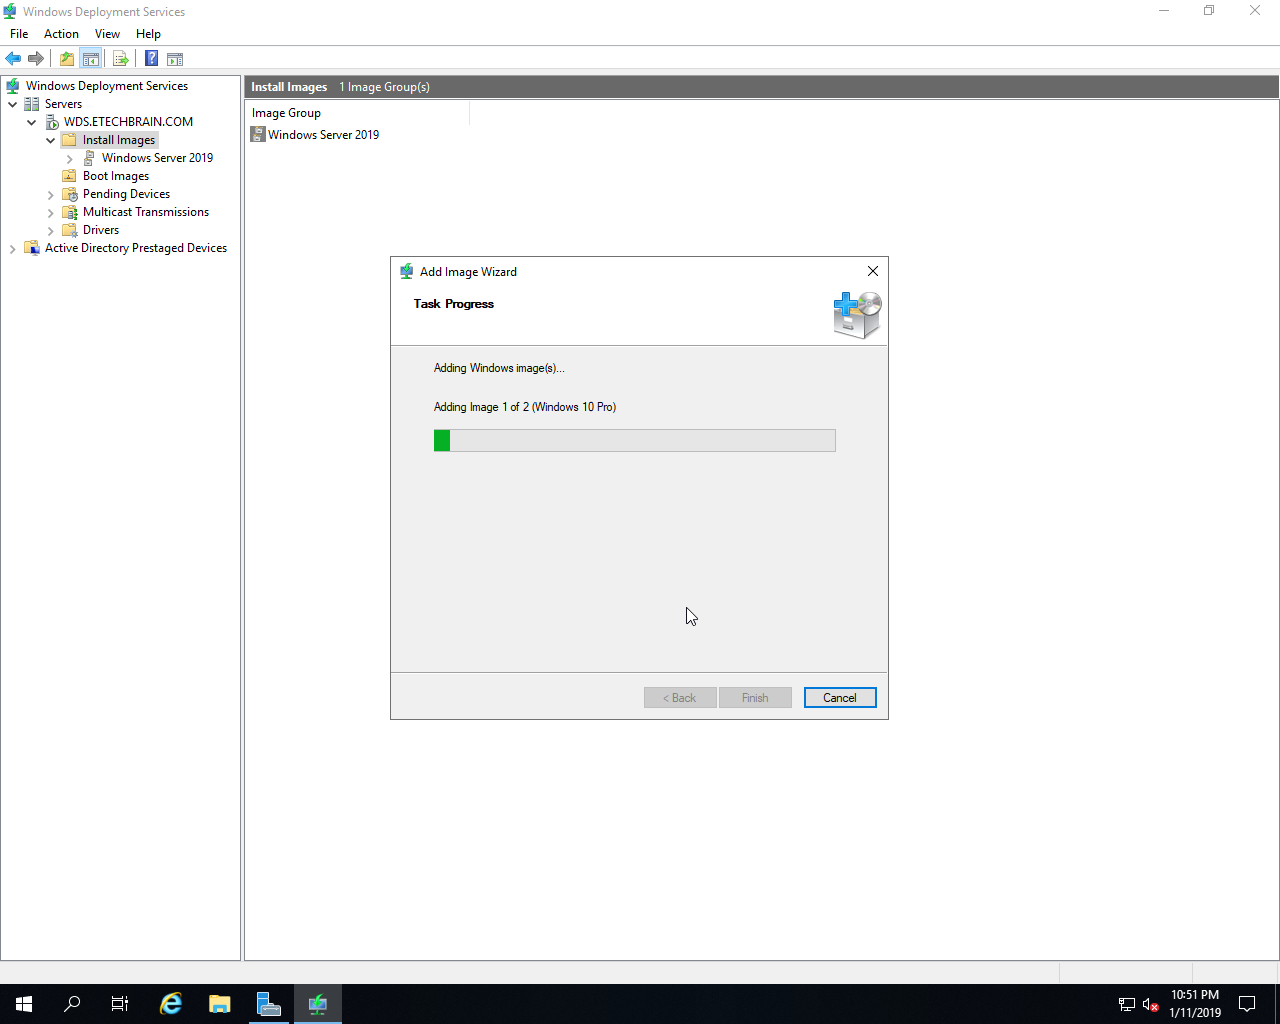 Windows Deployment Services
File Action View Help
Windows Deployment Services
Servers
WDS.ETECHBRAIN.COM
Install Images
Windows Server 2019
Boot Images
Pending Devices
Multicast Transmissions
Drivers
Active Directory Prestaged Devices
Install Images 1 Image Group(s)
Image Group
Windows Server 2019
Add Image Wizard
Task Progress
Adding Windows image(s)...
Adding Image 1 of 2 (Windows 10 Pro)
< Back Finish Cancel
10:51 PM
1/11/2019